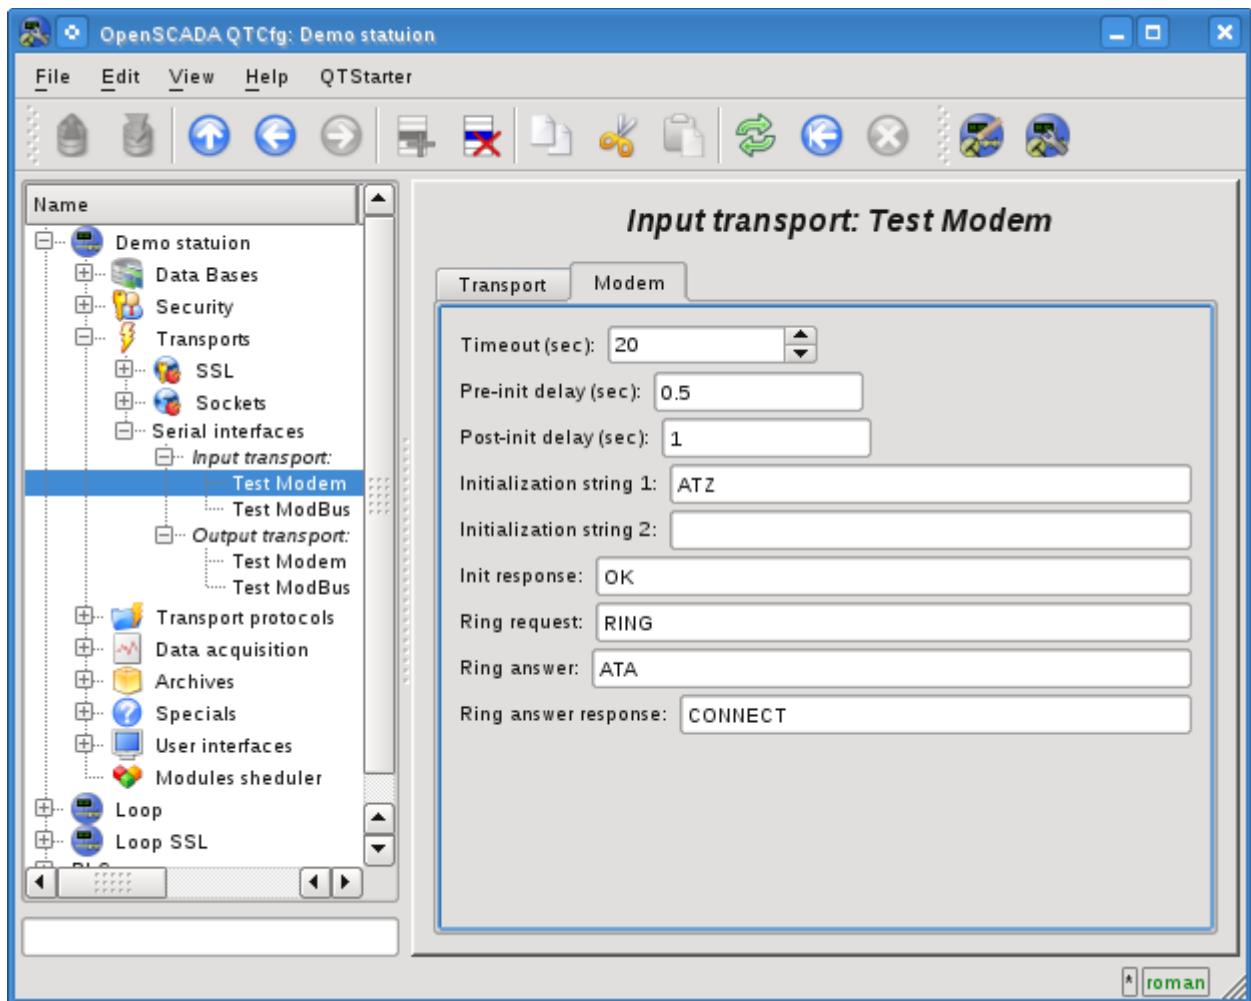 OpenSCADA QTCfg: Demo statuion
File Edit View Help QTStarter
Name
Demo statuion
Data Bases
Security
Transports
SSL
Sockets
Serial interfaces
Input transport:
Test Modem
Test ModBus
Output transport:
Test Modem
Test ModBus
Transport protocols
Data acquisition
Archives
Specials
User interfaces
Modules sheduler
Loop
Loop SSL
Input transport: Test Modem
Transport Modem
Timeout (sec): 20
Pre-init delay (sec): 0.5
Post-init delay (sec): 1
Initialization string 1: ATZ
Initialization string 2:
Init response: OK
Ring request: RING
Ring answer: ATA
Ring answer response: CONNECT
* roman